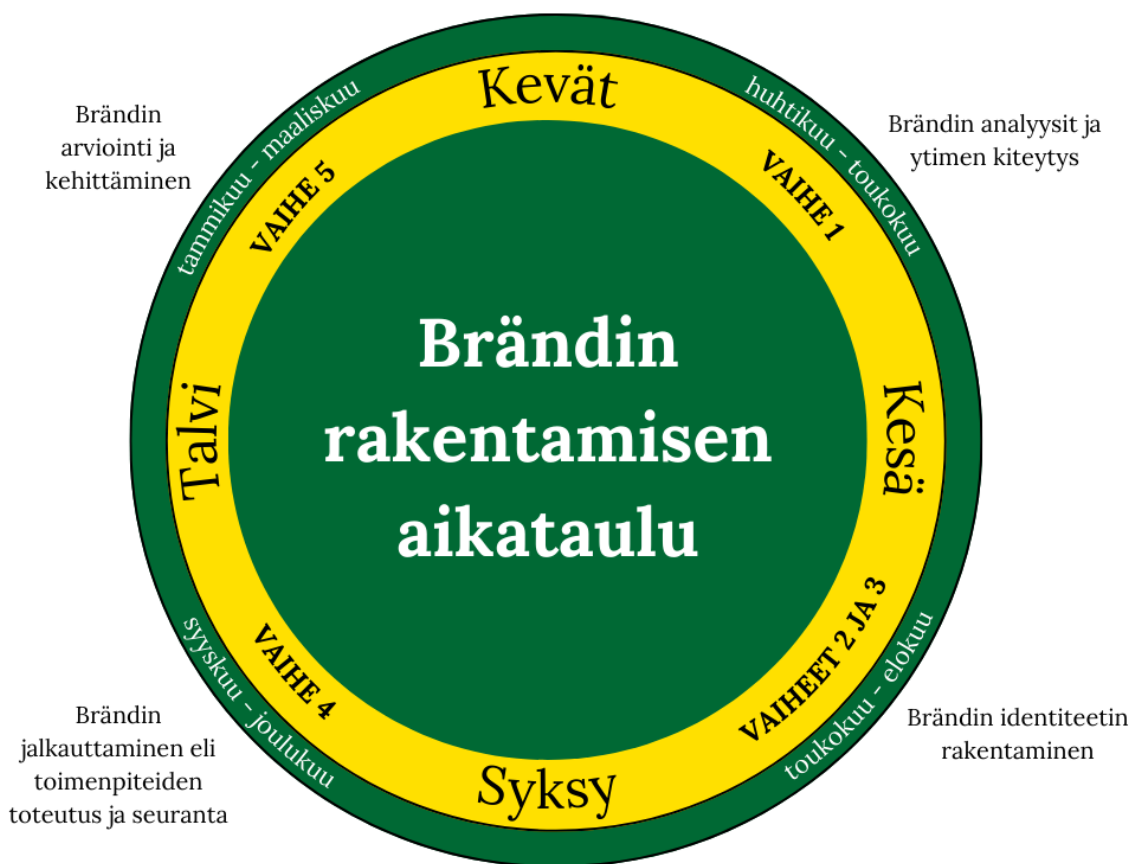 Kevät
huhtikuu - toukokuu
VAIHE 1
Brändin analyysit ja
ytimen kiteytys
Kesä
VAIHEET 2 JA 3
toukokuu - elokuu
Brändin identiteetin
rakentaminen
Syksy
VAIHE 4
syyskuu - joulukuu
Brändin
jalkauttaminen eli
toimenpiteiden
toteutus ja seuranta
Talvi
VAIHE 5
tammikuu - maaliskuu
Brändin
arviointi ja
kehittäminen
Brändin
rakentamisen
aikataulu